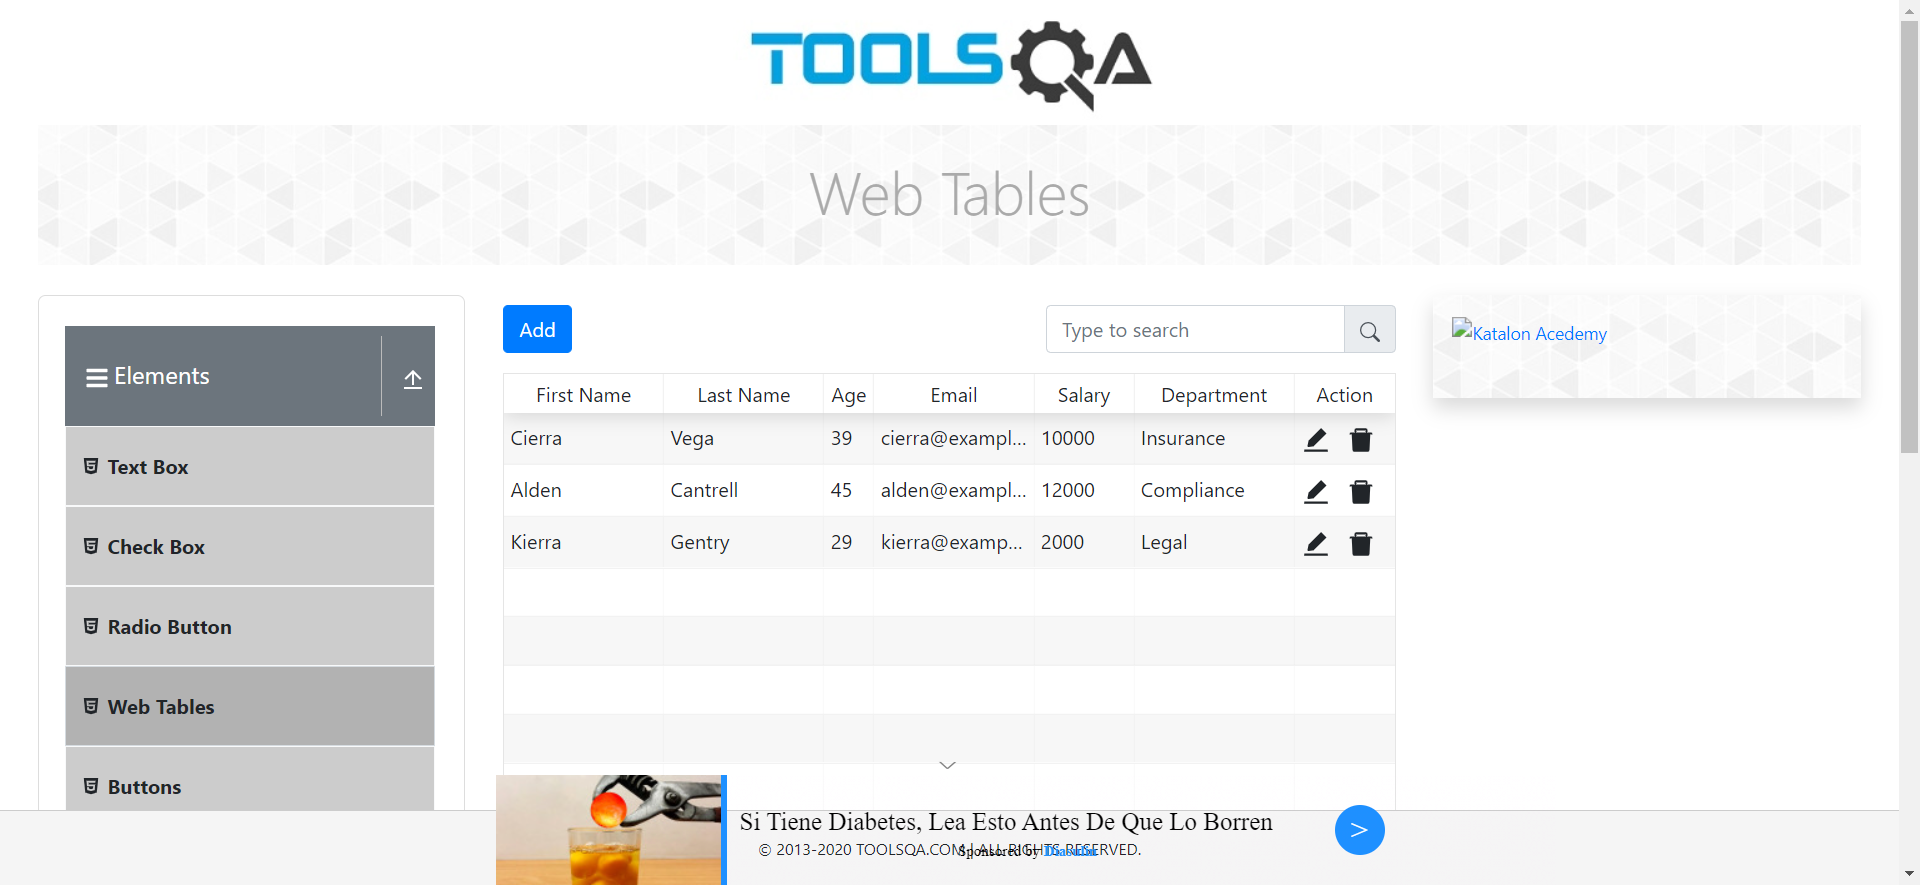 TOOLSQA
Web Tables
Elements
Text Box
Check Box
Radio Button
Web Tables
Buttons
Add
Type to search
First Name Last Name Age Email Salary Department Action
Cierra Vega 39 cierra@exampl... 10000 Insurance
Alden Cantrell 45 alden@exampl... 12000 Compliance
Kierra Gentry 29 kierra@examp... 2000 Legal
Katalon Acedemy
Si Tiene Diabetes, Lea Esto Antes De Que Lo Borren
© 2013-2020 TOOLSQA.COM | ALL RIGHTS RESERVED.
Sponsored by